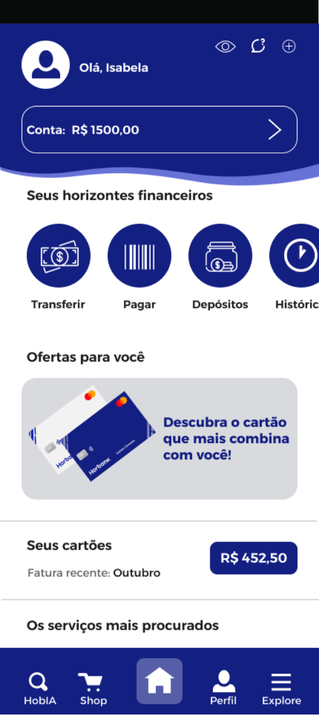 Olá, Isabela
Conta: R$ 1500,00
Seus horizontes financeiros
Transferir Pagar Depósitos Históric
Ofertas para você
Horbank
Horbank
Descubra o cartão
que mais combina
com você!
Seus cartões
R$ 452,50
Fatura recente: Outubro
Os serviços mais procurados
HobIA Shop Perfil Explore